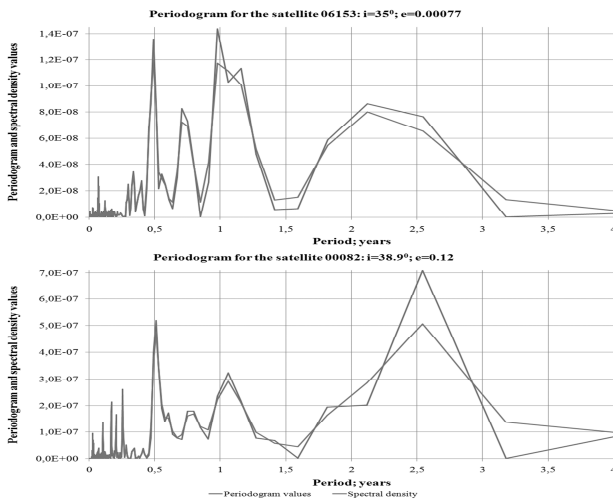 Periodogram for the satellite 06153: i=35⁰; e=0.00077
Periodogram and spectral density values
1,4E-07
1,2E-07
1,0E-07
8,0E-08
6,0E-08
4,0E-08
2,0E-08
0,0E+00
0 0,5 1 1,5 2 2,5 3 3,5 4
Period; years
Periodogram for the satellite 00082: i=38.9⁰; e=0.12
Periodogram and spectral density values
7,0E-07
6,0E-07
5,0E-07
4,0E-07
3,0E-07
2,0E-07
1,0E-07
0,0E+00
0 0,5 1 1,5 2 2,5 3 3,5 4
Period; years
Periodogram values Spectral density